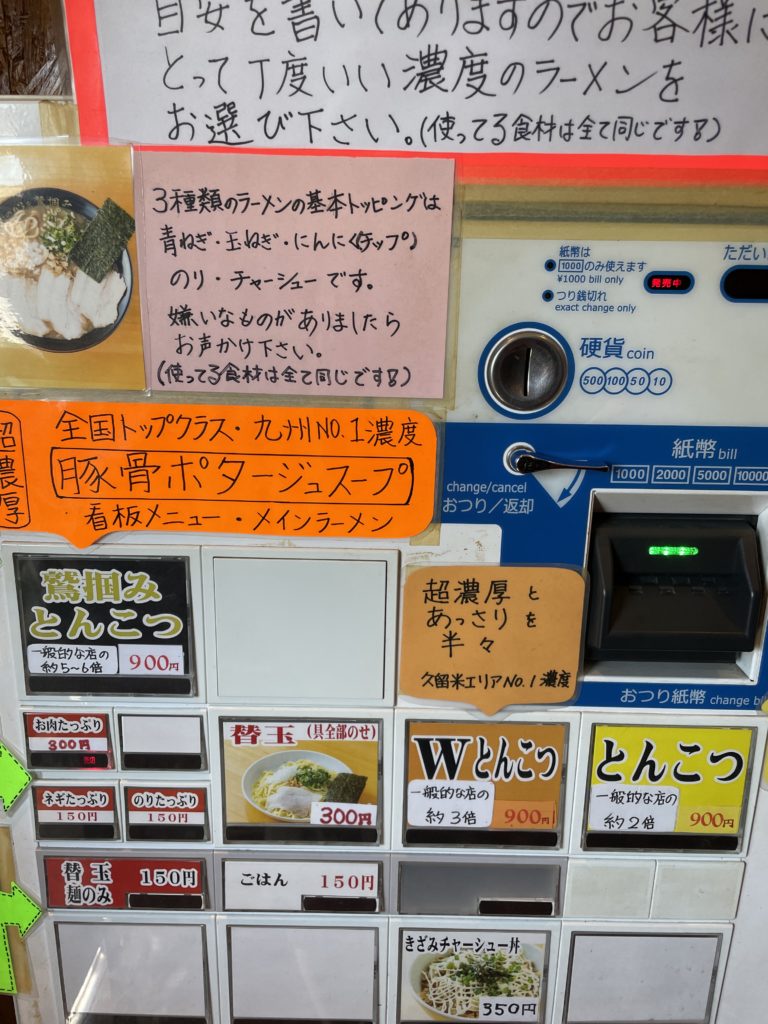 目安を書いてありますのでお客様に
とって丁度いい濃度のラーメンを
お選び下さい。(使ってる食材は全て同じです!)
3種類のラーメンの基本トッピングは
青ねぎ・玉ねぎ・にんにく(チップ)
のり・チャーシューです。
嫌いなものがありましたら
お声かけ下さい。
(使ってる食材は全て同じです!)
紙幣は
1000のみ使えます
¥1000 bill only
つり銭切れ
exact change only
発売中
ただい
硬貨 coin
500 100 50 10
紙幣 bill
1000 2000 5000 10000
change/cancel
おつり/返却
おつり紙幣 change bi
超濃厚
全国トップクラス・九州NO.1濃度
豚骨ポタージュスープ
看板メニュー・メインラーメン
鷲掴み
とんこつ
一般的な店の
約5~6倍
900円
超濃厚と
あっさりを
半々
久留米エリアNO.1濃度
お肉たっぷり
300円
ネギたっぷり
150円
のりたっぷり
150円
替玉 (具全部のせ)
300円
Wとんこつ
一般的な店の
約3倍
900円
とんこつ
一般的な店の
約2倍
900円
替玉
麺のみ
150円
ごはん 150円
きざみチャーシュー丼
350円